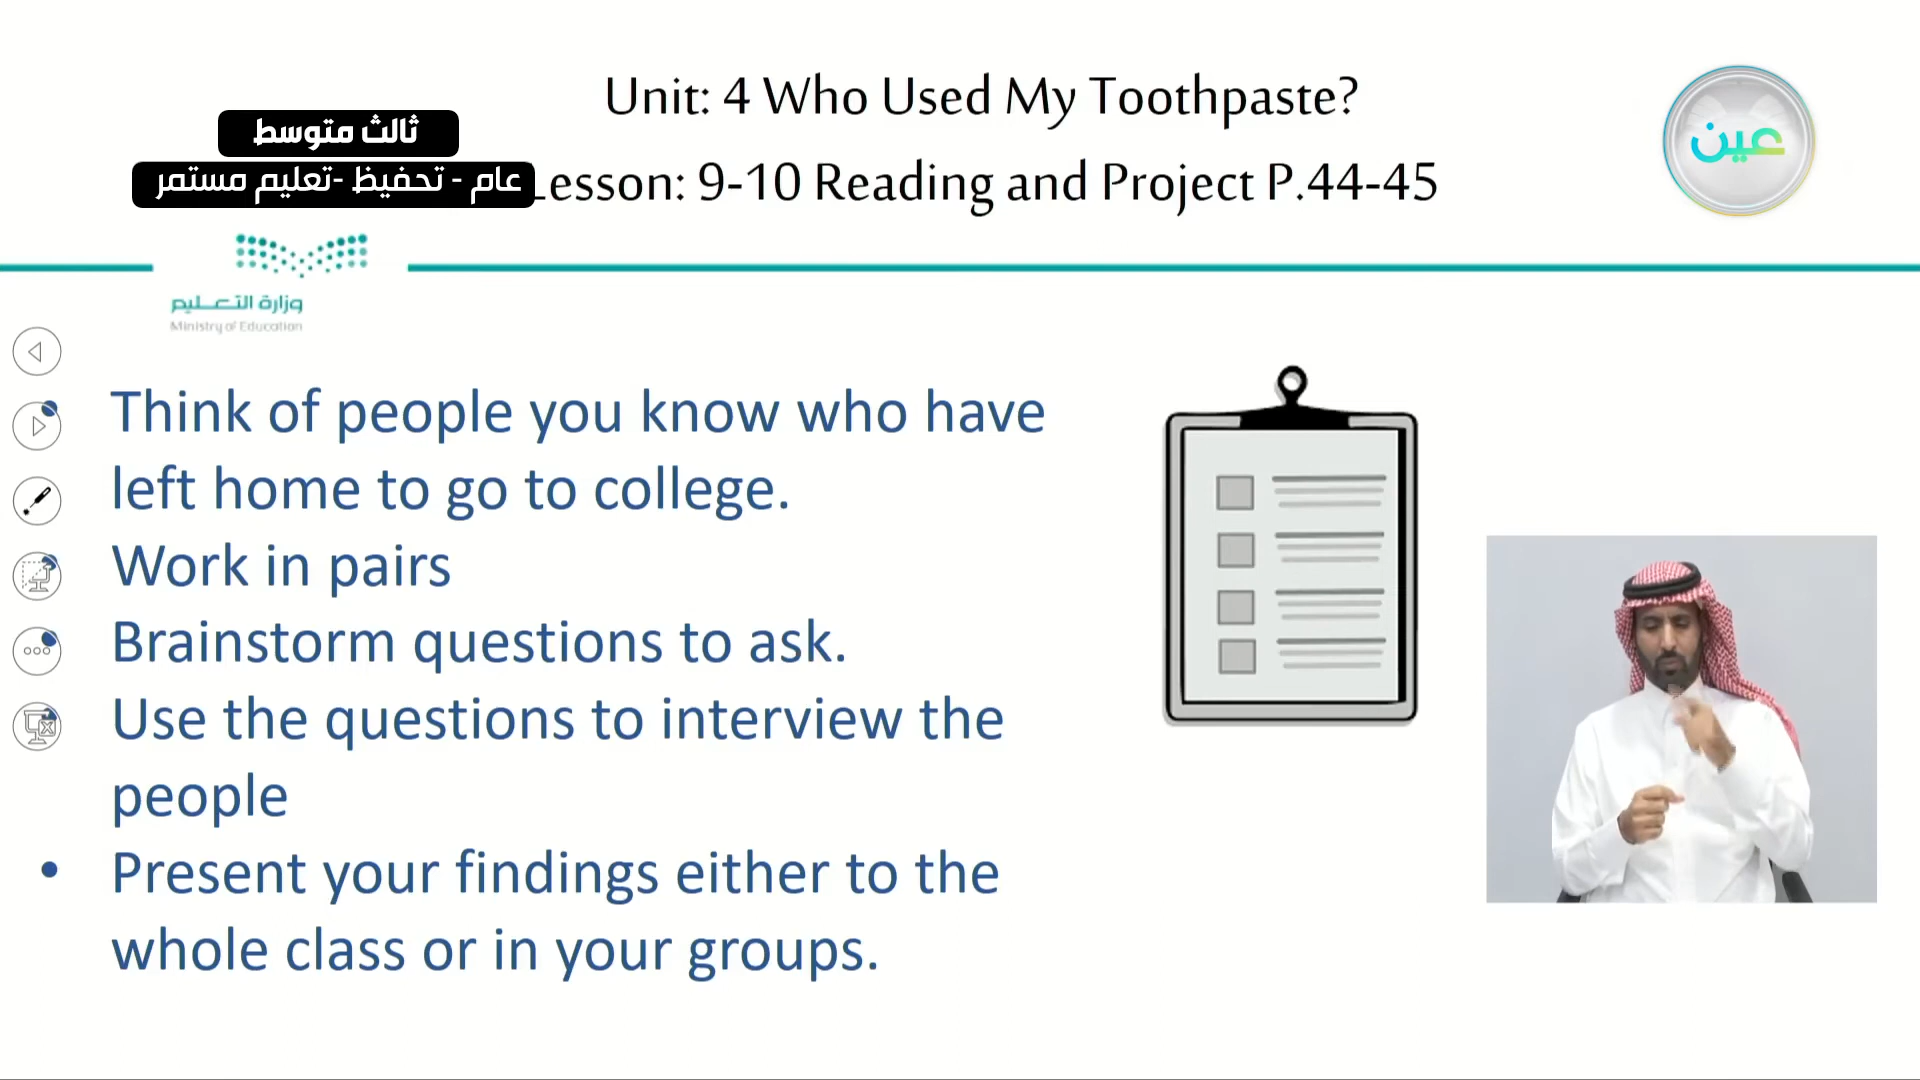 Unit: 4 Who Used My Toothpaste?
ثالث متوسط
عام - تحفيظ -تعليم مستمر
Lesson: 9-10 Reading and Project P.44-45
عين
وزارة التعليم
Ministry of Education
Think of people you know who have
left home to go to college.
Work in pairs
Brainstorm questions to ask.
Use the questions to interview the
people
• Present your findings either to the
whole class or in your groups.